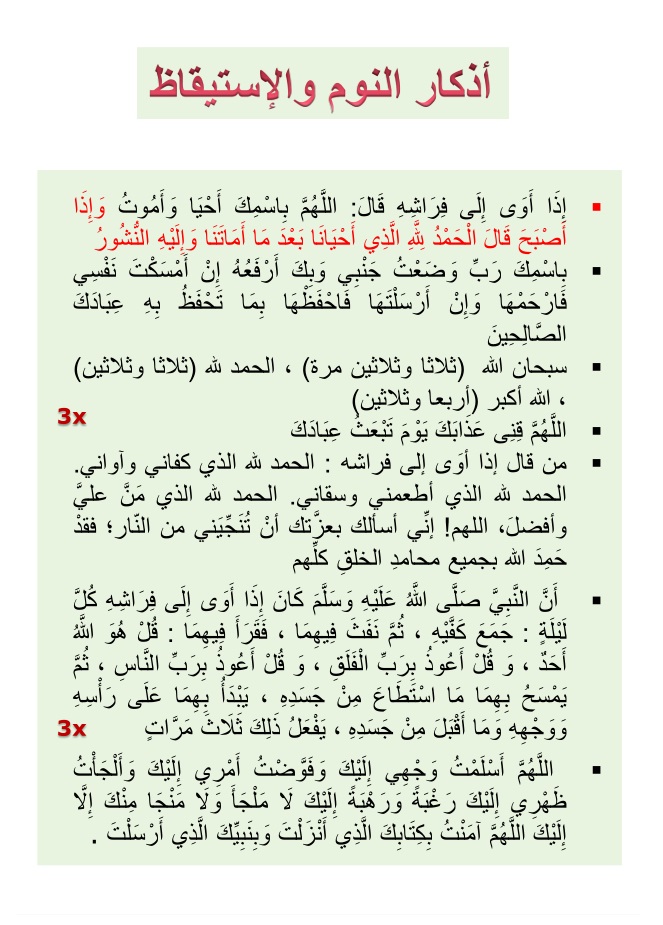 أذكار النوم والإستيقاظ
▪ إِذَا أَوَى إِلَى فِرَاشِهِ قَالَ: اللَّهُمَّ بِاسْمِكَ أَحْيَا وَأَمُوتُ وَإِذَا
أَصْبَحَ قَالَ الْحَمْدُ لِلَّهِ الَّذِي أَحْيَانَا بَعْدَ مَا أَمَاتَنَا وَإِلَيْهِ النُّشُورُ
▪ بِاسْمِكَ رَبِّ وَضَعْتُ جَنْبِي وَبِكَ أَرْفَعُهُ إِنْ أَمْسَكْتَ نَفْسِي
فَارْحَمْهَا وَإِنْ أَرْسَلْتَهَا فَاحْفَظْهَا بِمَا تَحْفَظُ بِهِ عِبَادَكَ
الصَّالِحِينَ
▪ سبحان الله (ثلاثا وثلاثين مرة) ، الحمد لله (ثلاثا وثلاثين)
، الله أكبر (أربعا وثلاثين)
3x
▪ اللَّهُمَّ قِنِى عَذَابَكَ يَوْمَ تَبْعَثُ عِبَادَكَ
▪ من قال إذا أوَى إلى فراشه : الحمد لله الذي كفاني وآواني.
الحمد لله الذي أطعمني وسقاني. الحمد لله الذي مَنَّ عليَّ
وأفضلَ، اللهم! إنِّي أسألك بعزَّتك أنْ تُنَجِّيَني من النّار؛ فقدْ
حَمِدَ الله بجميع محامدِ الخلقِ كلِّهم
▪ أَنَّ النَّبِيَّ صَلَّى اللَّهُ عَلَيْهِ وَسَلَّمَ كَانَ إِذَا أَوَى إِلَى فِرَاشِهِ كُلَّ
لَيْلَةٍ : جَمَعَ كَفَّيْهِ ، ثُمَّ نَفَثَ فِيهِمَا ، فَقَرَأَ فِيهِمَا : قُلْ هُوَ اللَّهُ
أَحَدٌ ، وَ قُلْ أَعُوذُ بِرَبِّ الْفَلَقِ ، وَ قُلْ أَعُوذُ بِرَبِّ النَّاسِ ، ثُمَّ
يَمْسَحُ بِهِمَا مَا اسْتَطَاعَ مِنْ جَسَدِهِ ، يَبْدَأُ بِهِمَا عَلَى رَأْسِهِ
وَوَجْهِهِ وَمَا أَقْبَلَ مِنْ جَسَدِهِ ، يَفْعَلُ ذَلِكَ ثَلَاثَ مَرَّاتٍ
3x
▪ اللَّهُمَّ أَسْلَمْتُ وَجْهِي إِلَيْكَ وَفَوَّضْتُ أَمْرِي إِلَيْكَ وَأَلْجَأْتُ
ظَهْرِي إِلَيْكَ رَغْبَةً وَرَهْبَةً إِلَيْكَ لَا مَلْجَأَ وَلَا مَنْجَا مِنْكَ إِلَّا
إِلَيْكَ اللَّهُمَّ آمَنْتُ بِكِتَابِكَ الَّذِي أَنْزَلْتَ وَبِنَبِيِّكَ الَّذِي أَرْسَلْتَ .